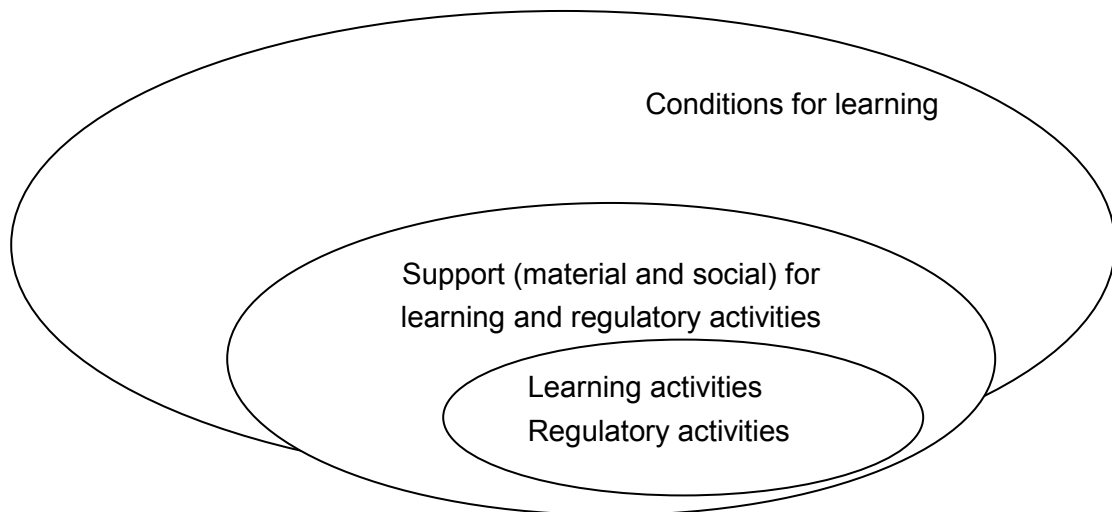 Conditions for learning
Support (material and social) for
learning and regulatory activities
Learning activities
Regulatory activities